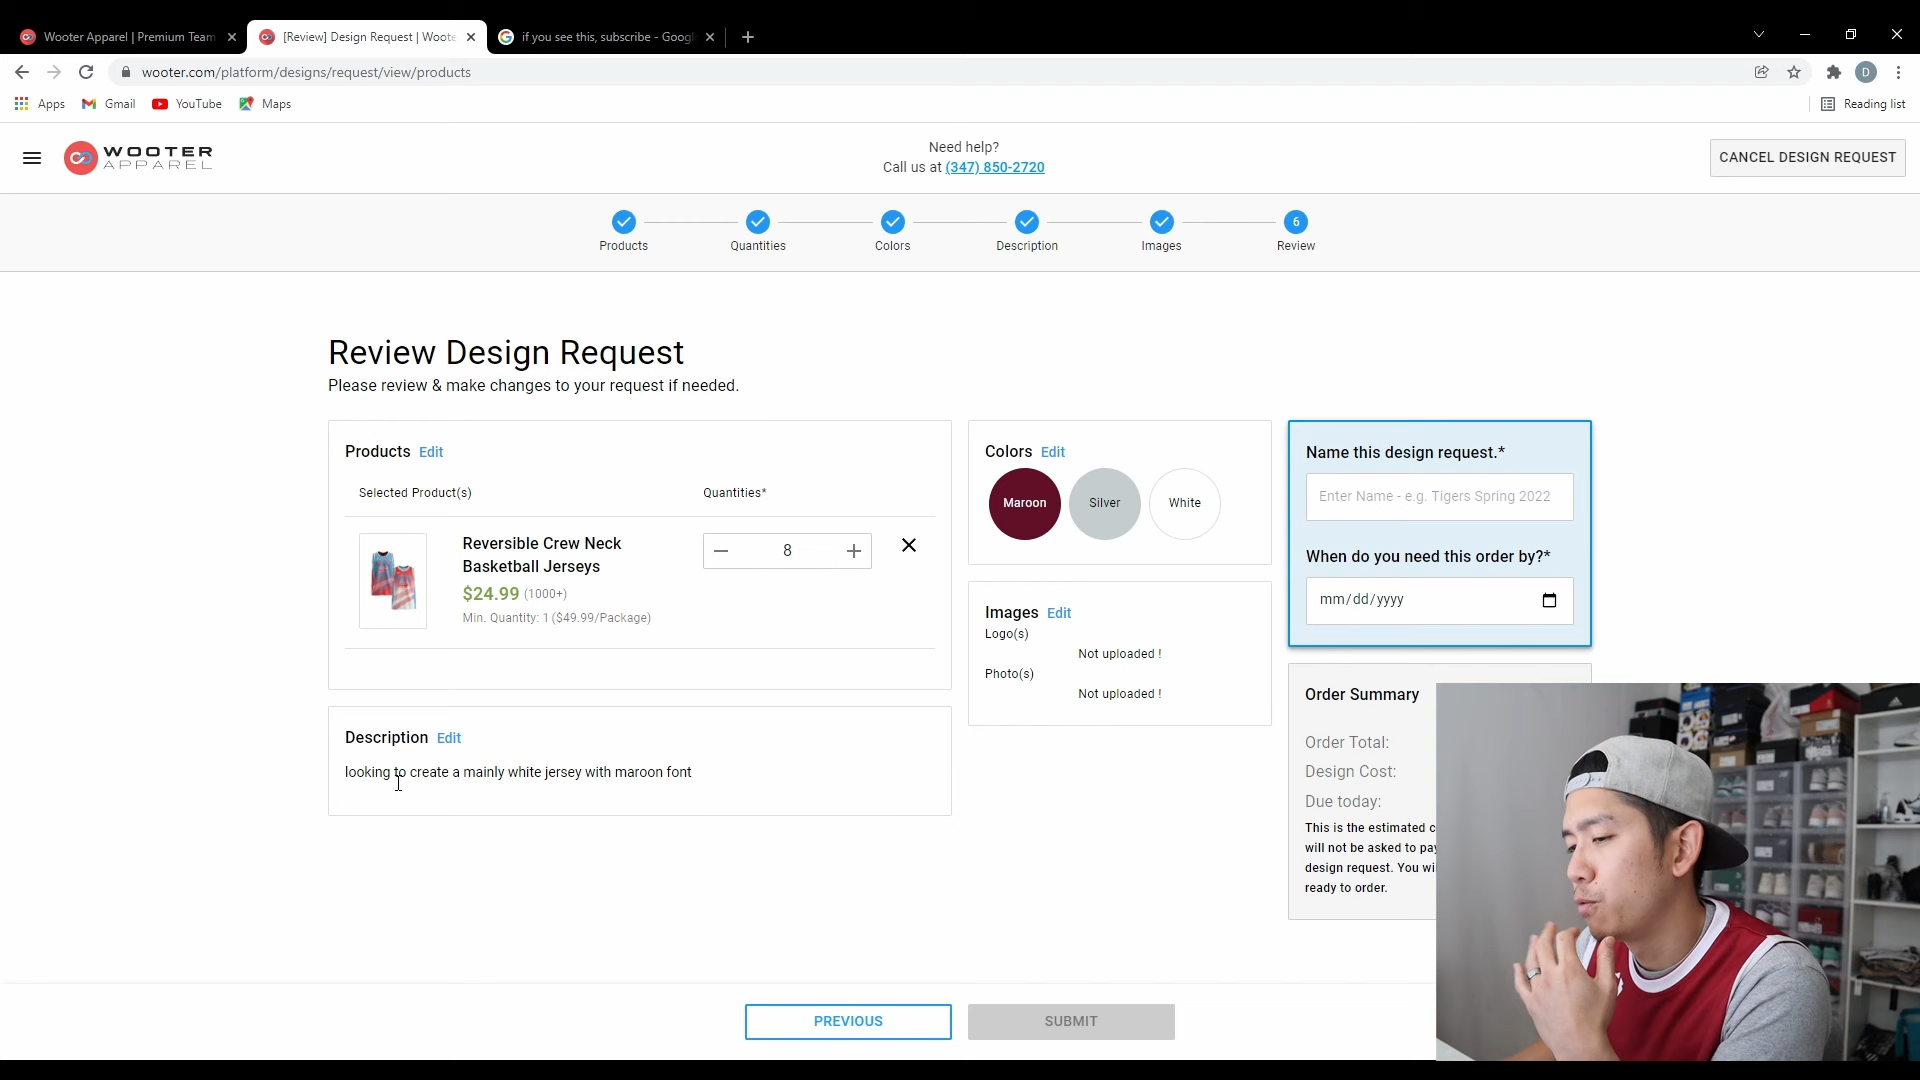 Wooter Apparel | Premium Team
[Review] Design Request | Woote
if you see this, subscribe - Googl
wooter.com/platform/designs/request/view/products
D
Apps
Gmail
YouTube
Maps
Reading list
WOOTER
APPAREL
Need help?
Call us at (347) 850-2720
CANCEL DESIGN REQUEST
Products
Quantities
Colors
Description
Images
6
Review
Review Design Request
Please review & make changes to your request if needed.
Products Edit
Selected Product(s)
Quantities*
Reversible Crew Neck
Basketball Jerseys
$24.99 (1000+)
Min. Quantity: 1 ($49.99/Package)
8
Description Edit
looking to create a mainly white jersey with maroon font
Colors Edit
Maroon
Silver
White
Images Edit
Logo(s)
Not uploaded !
Photo(s)
Not uploaded !
Name this design request.*
Enter Name - e.g. Tigers Spring 2022
When do you need this order by?*
mm/dd/yyyy
Order Summary
Order Total:
Design Cost:
Due today:
This is the estimated c
will not be asked to pay
design request. You wi
ready to order.
PREVIOUS
SUBMIT